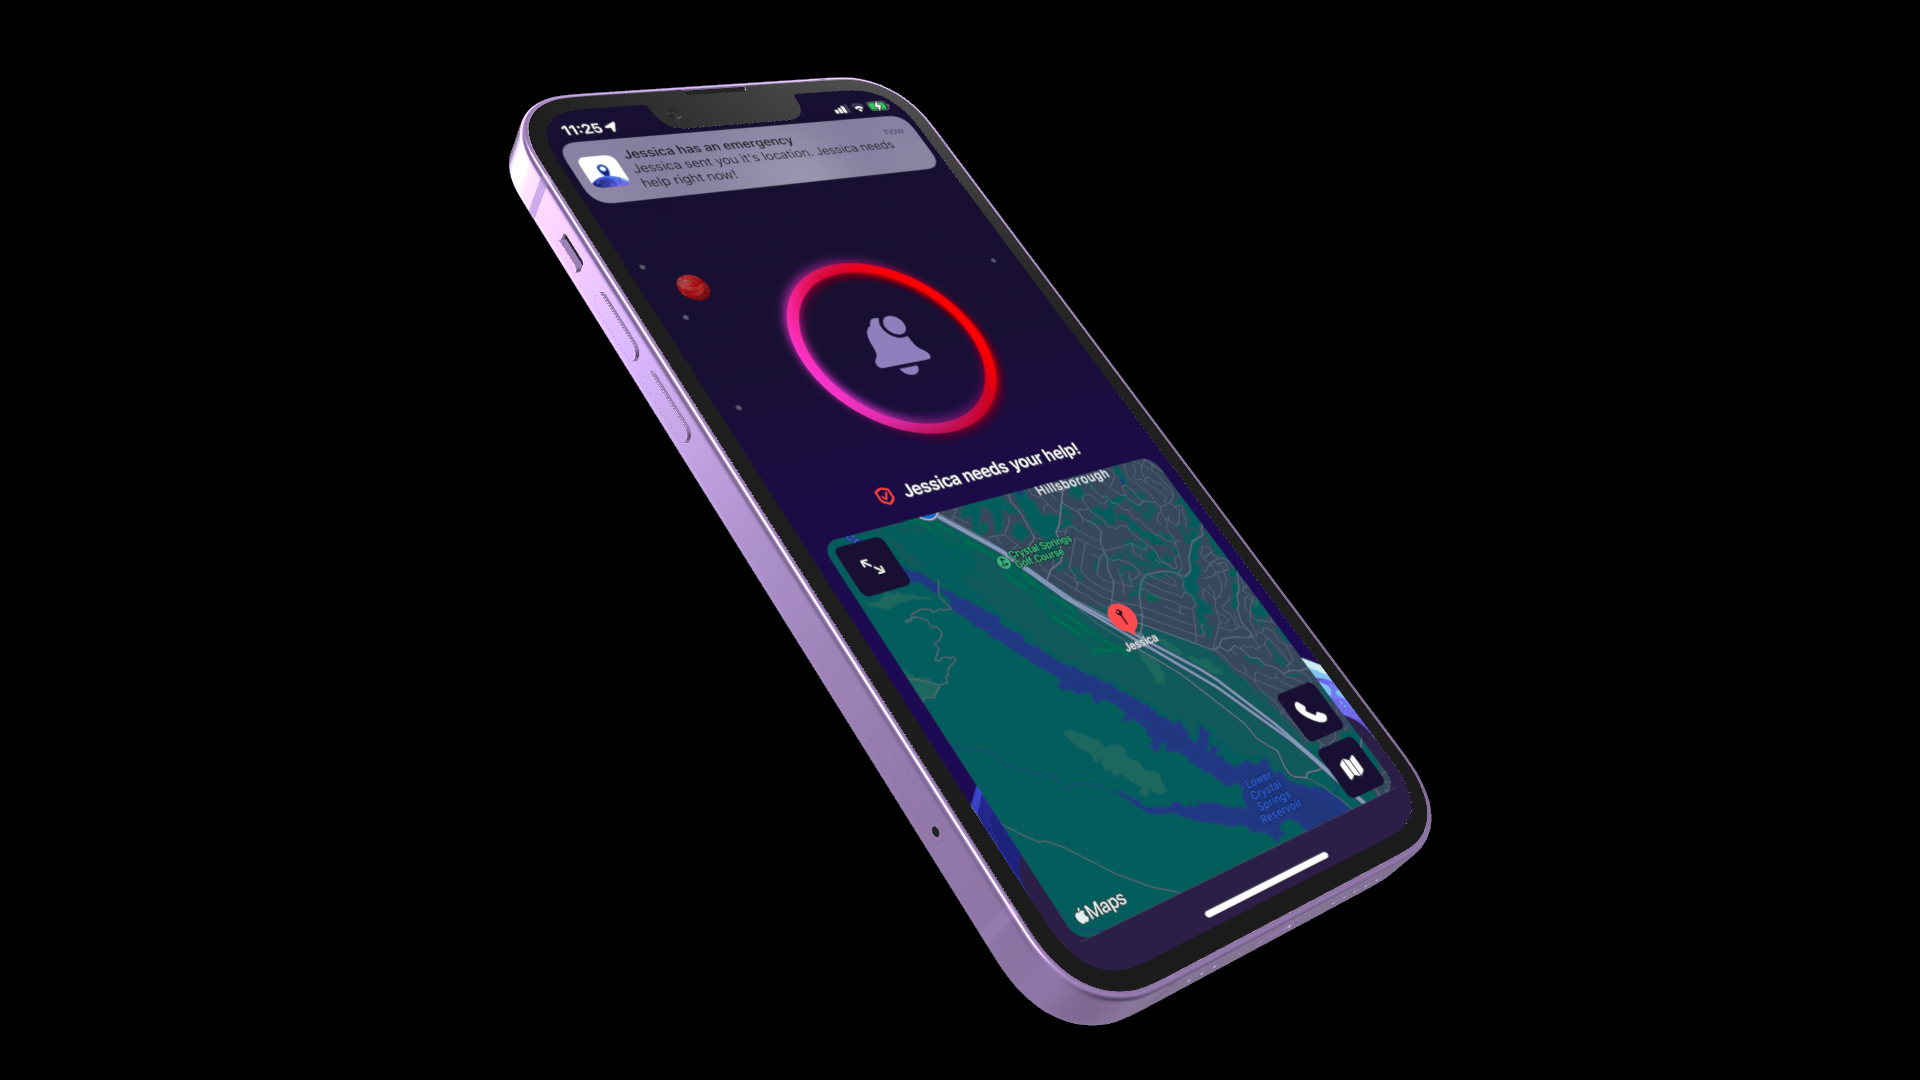 11:25
Jessica has an emergency
now
Jessica sent you it's location. Jessica needs
help right now!
Jessica needs your help!
Hillsborough
Crystal Springs
Golf Course
Jessica
Lower
Crystal
Springs
Reservoir
Maps